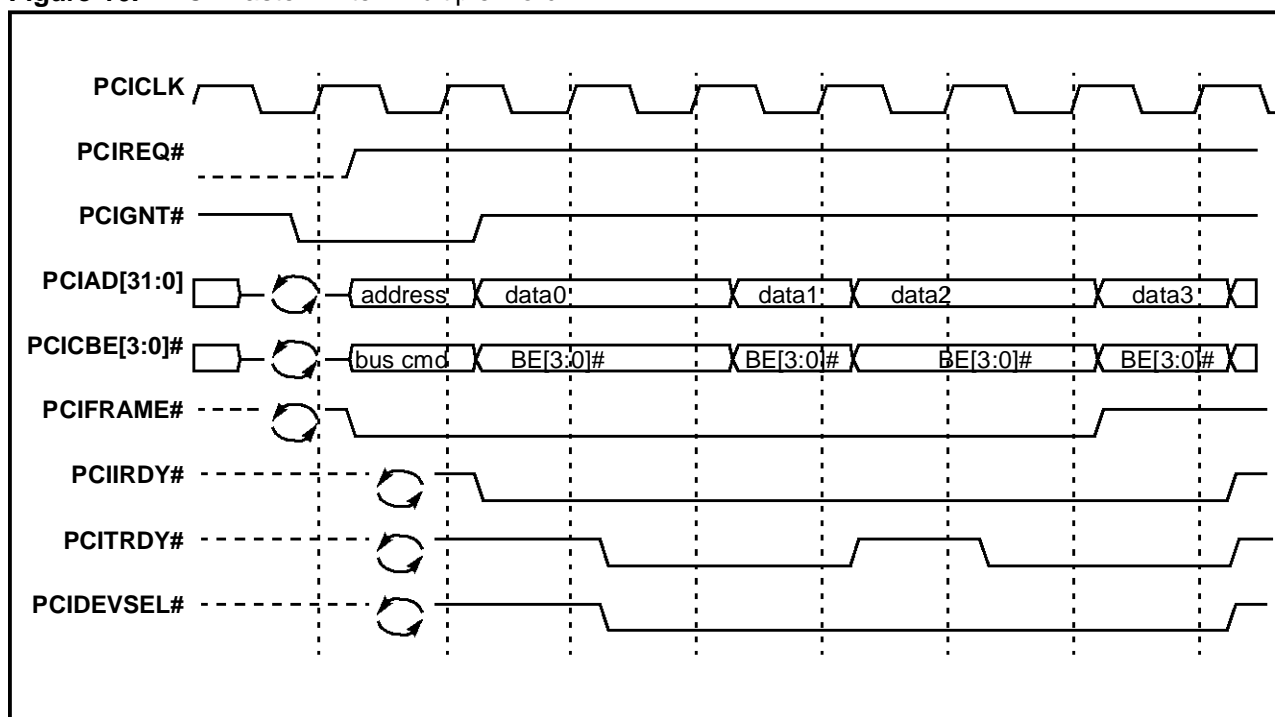 PCICLK
PCIREQ#
PCIGNT#
PCIAD[31:0] address data0 data1 data2 data3
PCICBE[3:0]# bus cmd BE[3:0]# BE[3:0]# BE[3:0]# BE[3:0]#
PCIFRAME#
PCIIRDY#
PCITRDY#
PCIDEVSEL#